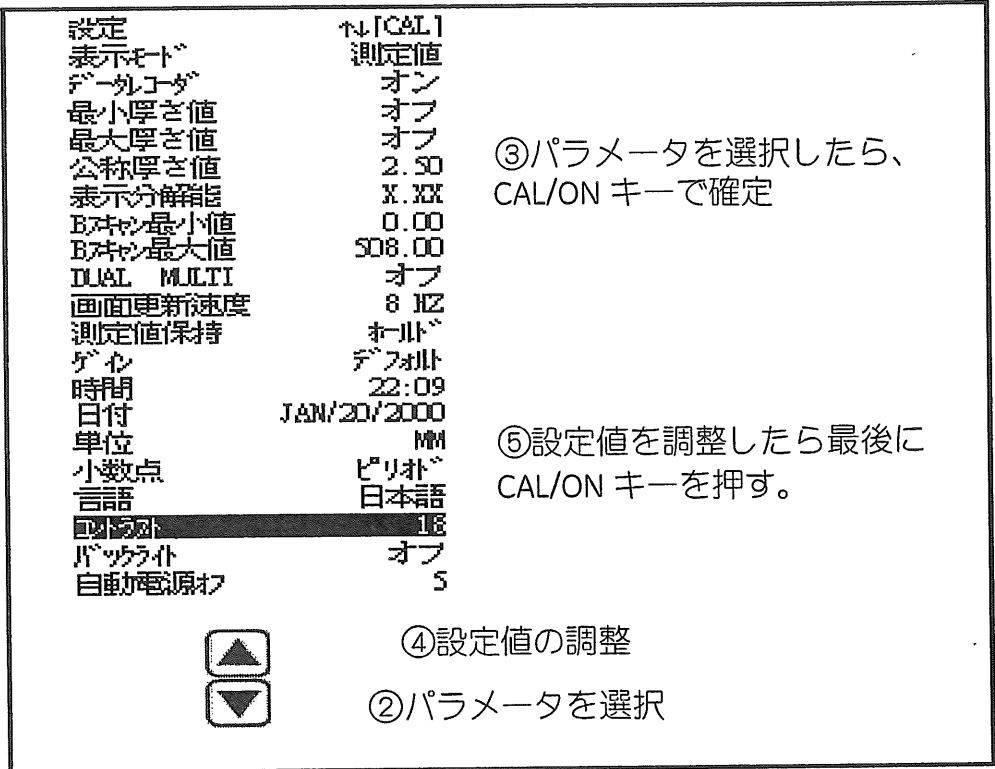 設定 ↑↓[CAL]
表示モード 測定値
データレコーダ オン
最小厚さ値 オフ
最大厚さ値 オフ
公称厚さ値 2.50
表示分解能 X.XX
Bスキャン最小値 0.00
Bスキャン最大値 508.00
DUAL MULTI オフ
画面更新速度 8 HZ
測定値保持 ホールド
ゲイン デフォルト
時間 22:09
日付 JAN/20/2000
単位 MM
小数点 ピリオド
言語 日本語
コントラスト 18
バックライト オフ
自動電源オフ 5
③パラメータを選択したら、
CAL/ON キーで確定
⑤設定値を調整したら最後に
CAL/ON キーを押す。
④設定値の調整
②パラメータを選択